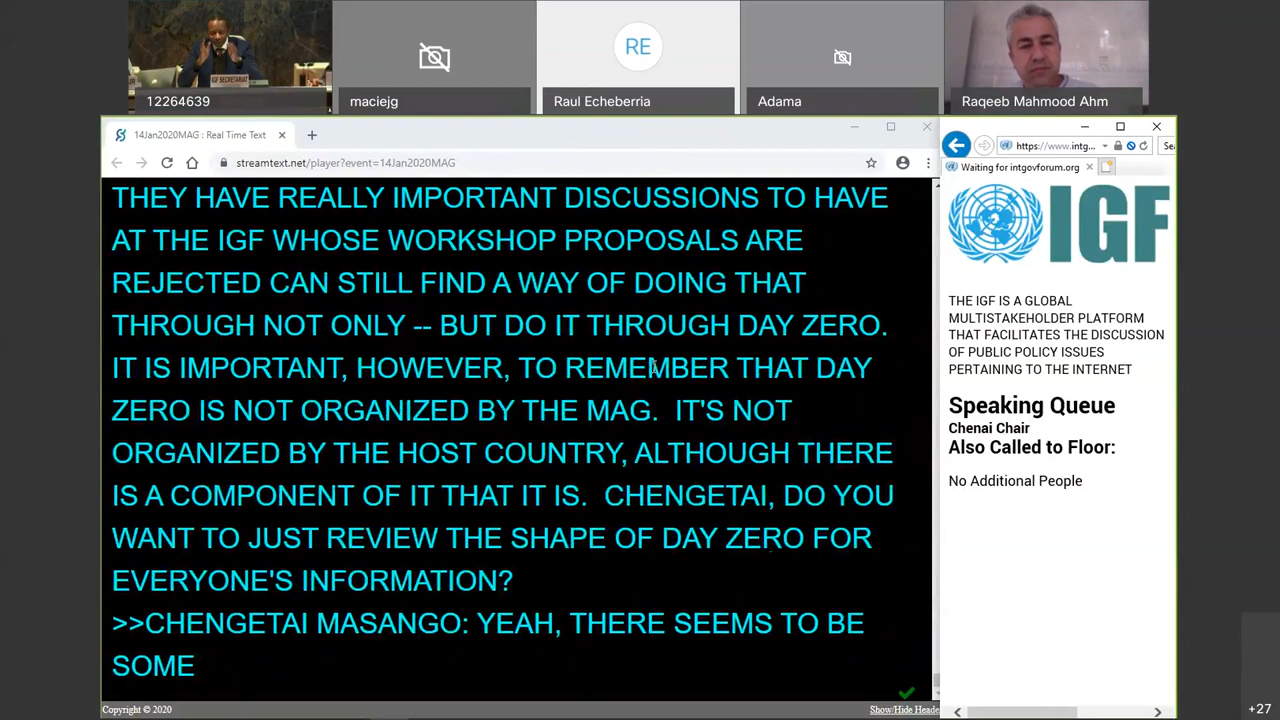 IGF SECRETARIAT
12264639
maciejg
RE
Raul Echeberria
Adama
Raqeeb Mahmood Ahm
14Jan2020MAG : Real Time Text
streamtext.net/player?event=14Jan2020MAG
THEY HAVE REALLY IMPORTANT DISCUSSIONS TO HAVE
AT THE IGF WHOSE WORKSHOP PROPOSALS ARE
REJECTED CAN STILL FIND A WAY OF DOING THAT
THROUGH NOT ONLY -- BUT DO IT THROUGH DAY ZERO.
IT IS IMPORTANT, HOWEVER, TO REMEMBER THAT DAY
ZERO IS NOT ORGANIZED BY THE MAG.  IT'S NOT
ORGANIZED BY THE HOST COUNTRY, ALTHOUGH THERE
IS A COMPONENT OF IT THAT IT IS.  CHENGETAI, DO YOU
WANT TO JUST REVIEW THE SHAPE OF DAY ZERO FOR
EVERYONE'S INFORMATION?
>>CHENGETAI MASANGO: YEAH, THERE SEEMS TO BE
SOME
Copyright © 2020
Show/Hide Heade
https://www.intg...
Sea
Waiting for intgovforum.org
IGF
THE IGF IS A GLOBAL
MULTISTAKEHOLDER PLATFORM
THAT FACILITATES THE DISCUSSION
OF PUBLIC POLICY ISSUES
PERTAINING TO THE INTERNET
Speaking Queue
Chenai Chair
Also Called to Floor:
No Additional People
+27